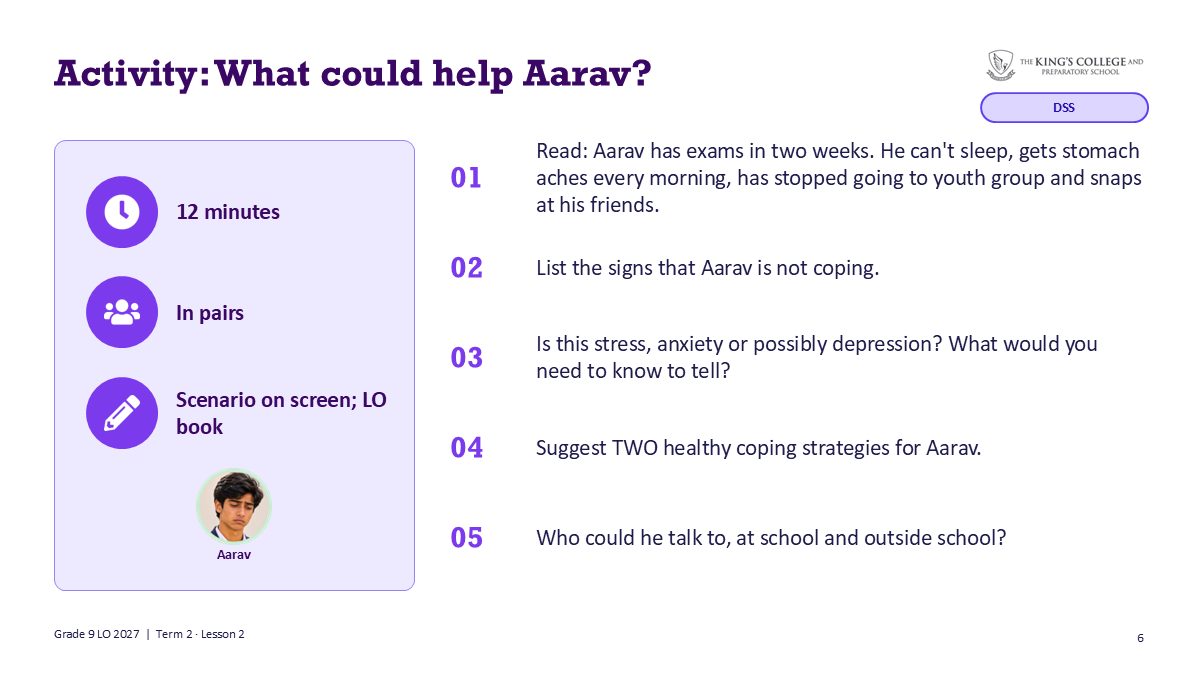 Activity: What could help Aarav?
THE KING'S COLLEGE AND
PREPARATORY SCHOOL
DSS
12 minutes
In pairs
Scenario on screen; LO
book
Aarav
01
Read: Aarav has exams in two weeks. He can't sleep, gets stomach
aches every morning, has stopped going to youth group and snaps
at his friends.
02
List the signs that Aarav is not coping.
03
Is this stress, anxiety or possibly depression? What would you
need to know to tell?
04
Suggest TWO healthy coping strategies for Aarav.
05
Who could he talk to, at school and outside school?
Grade 9 LO 2027 | Term 2 · Lesson 2
6